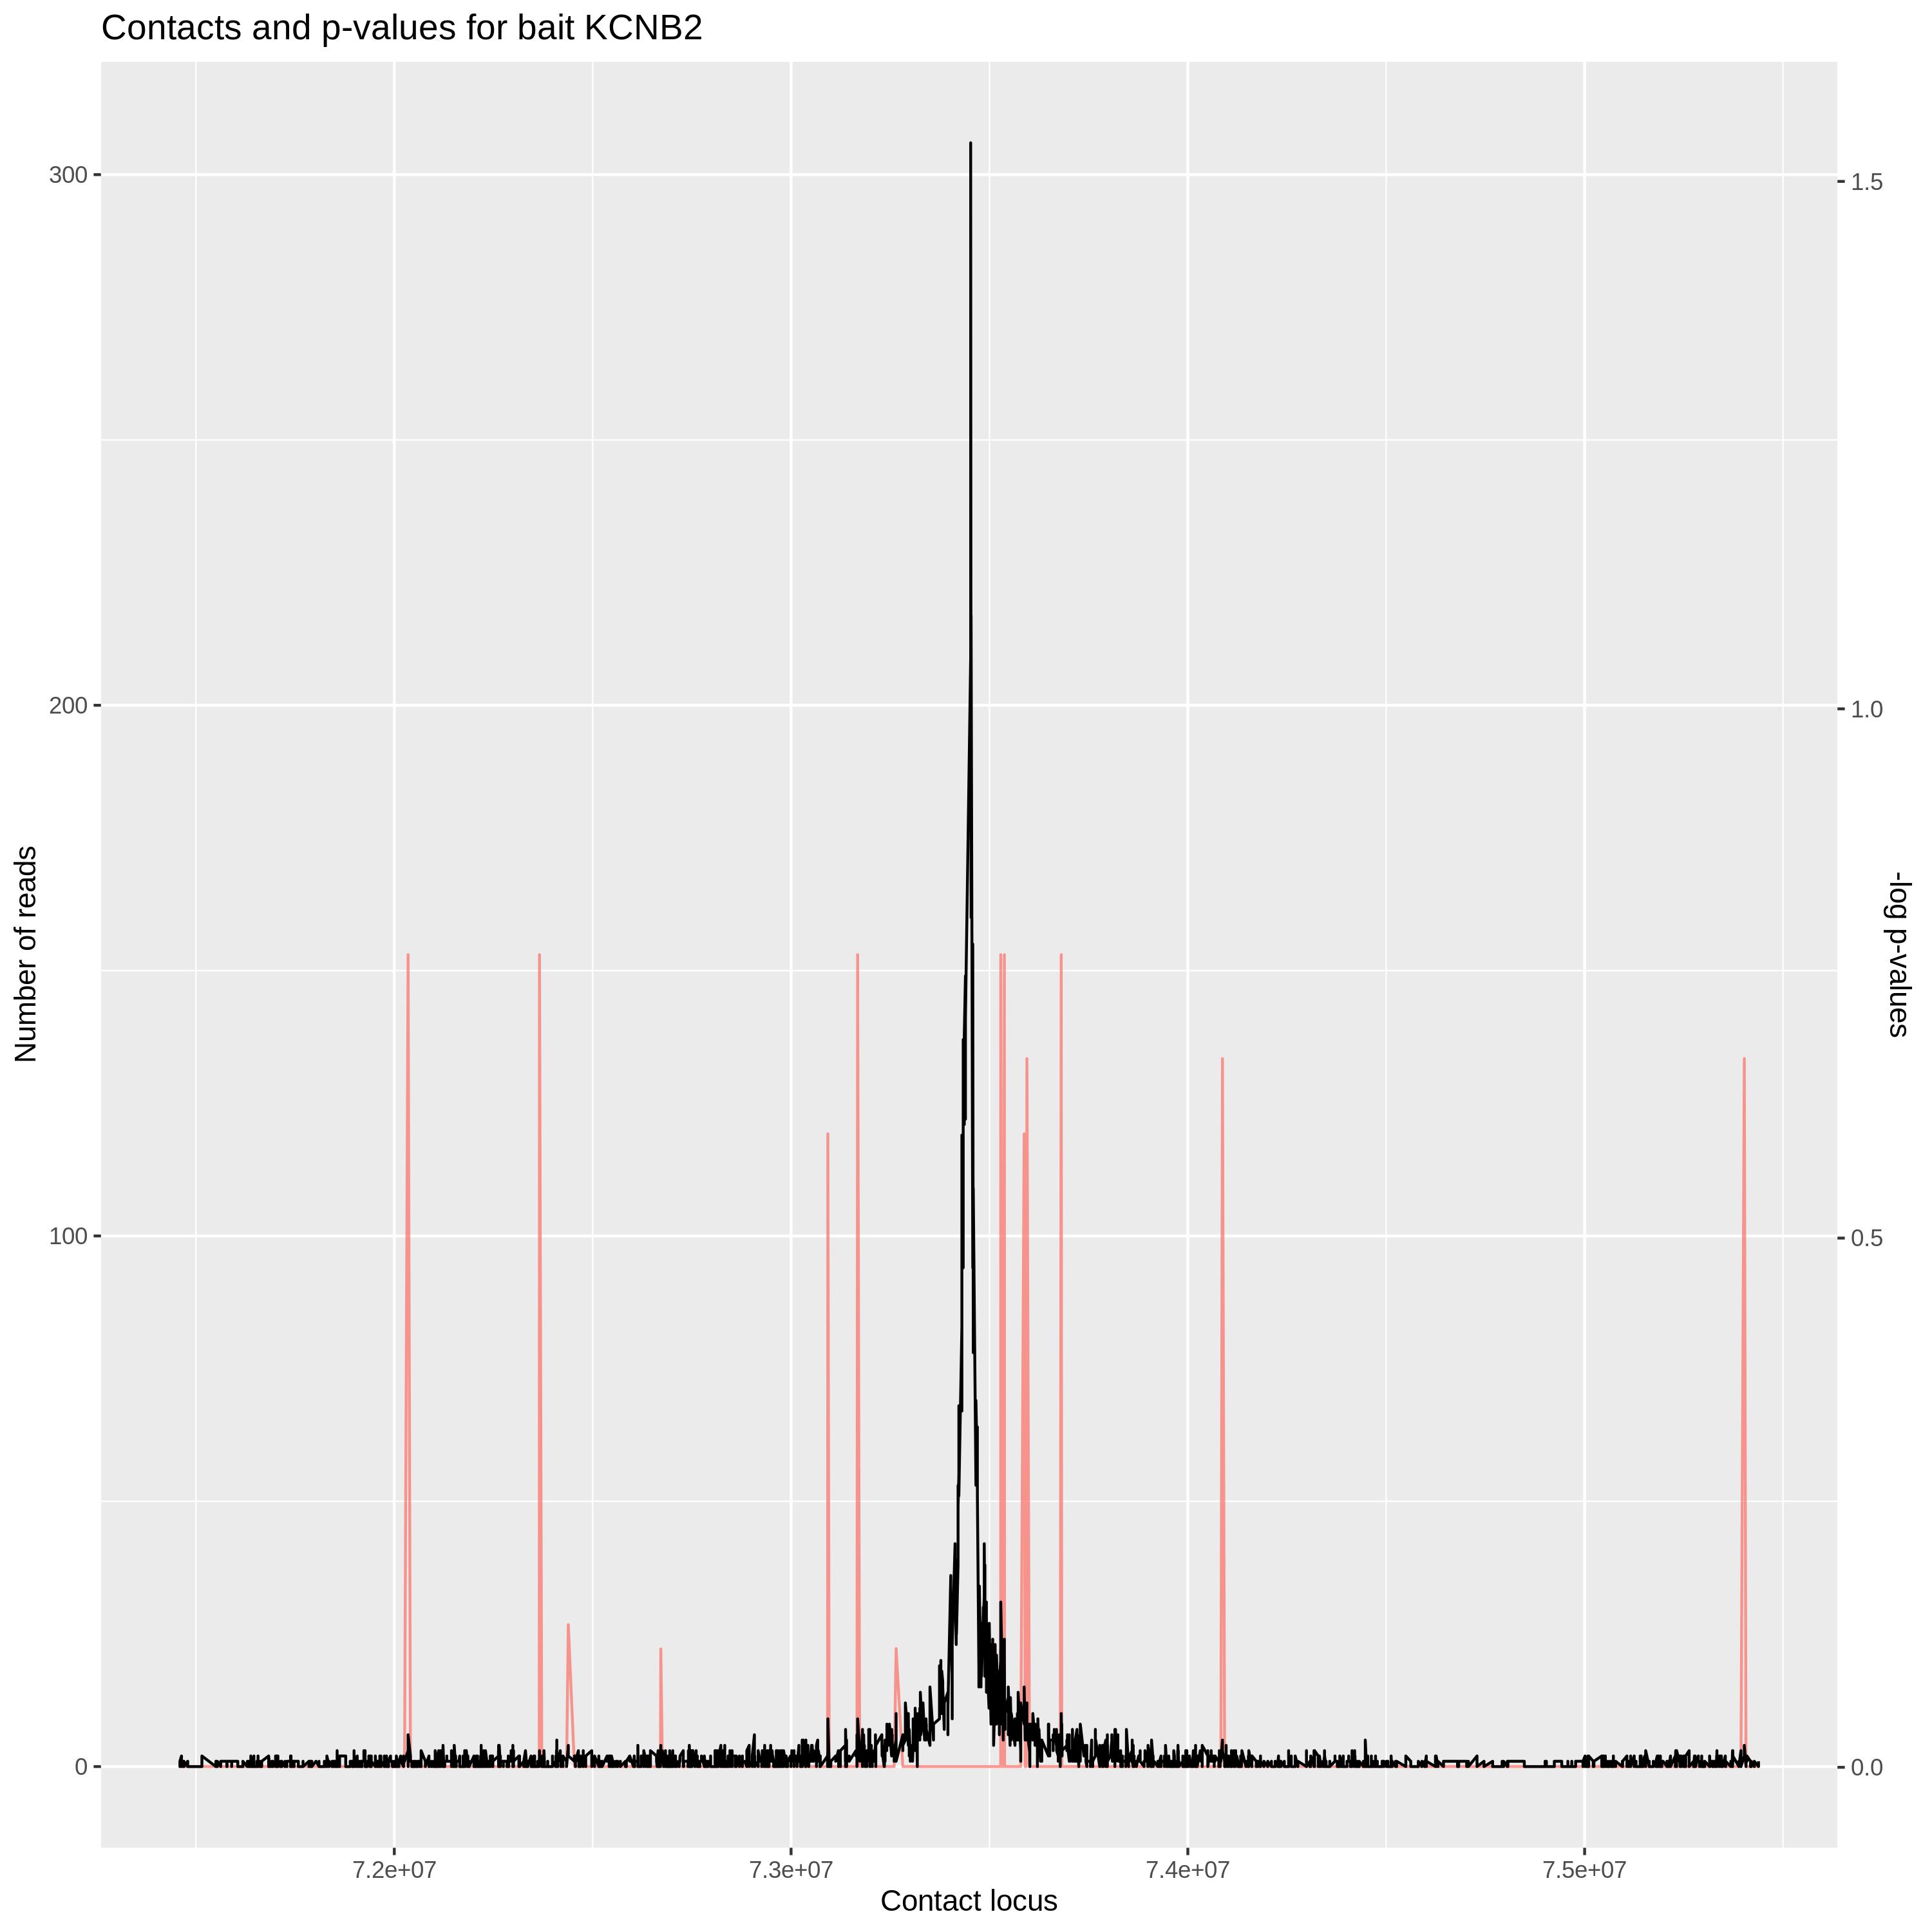 Contacts and p-values for bait KCNB2
300
200
100
0
Number of reads
1.5
1.0
0.5
0.0
-log p-values
7.2e+07
7.3e+07
7.4e+07
7.5e+07
Contact locus